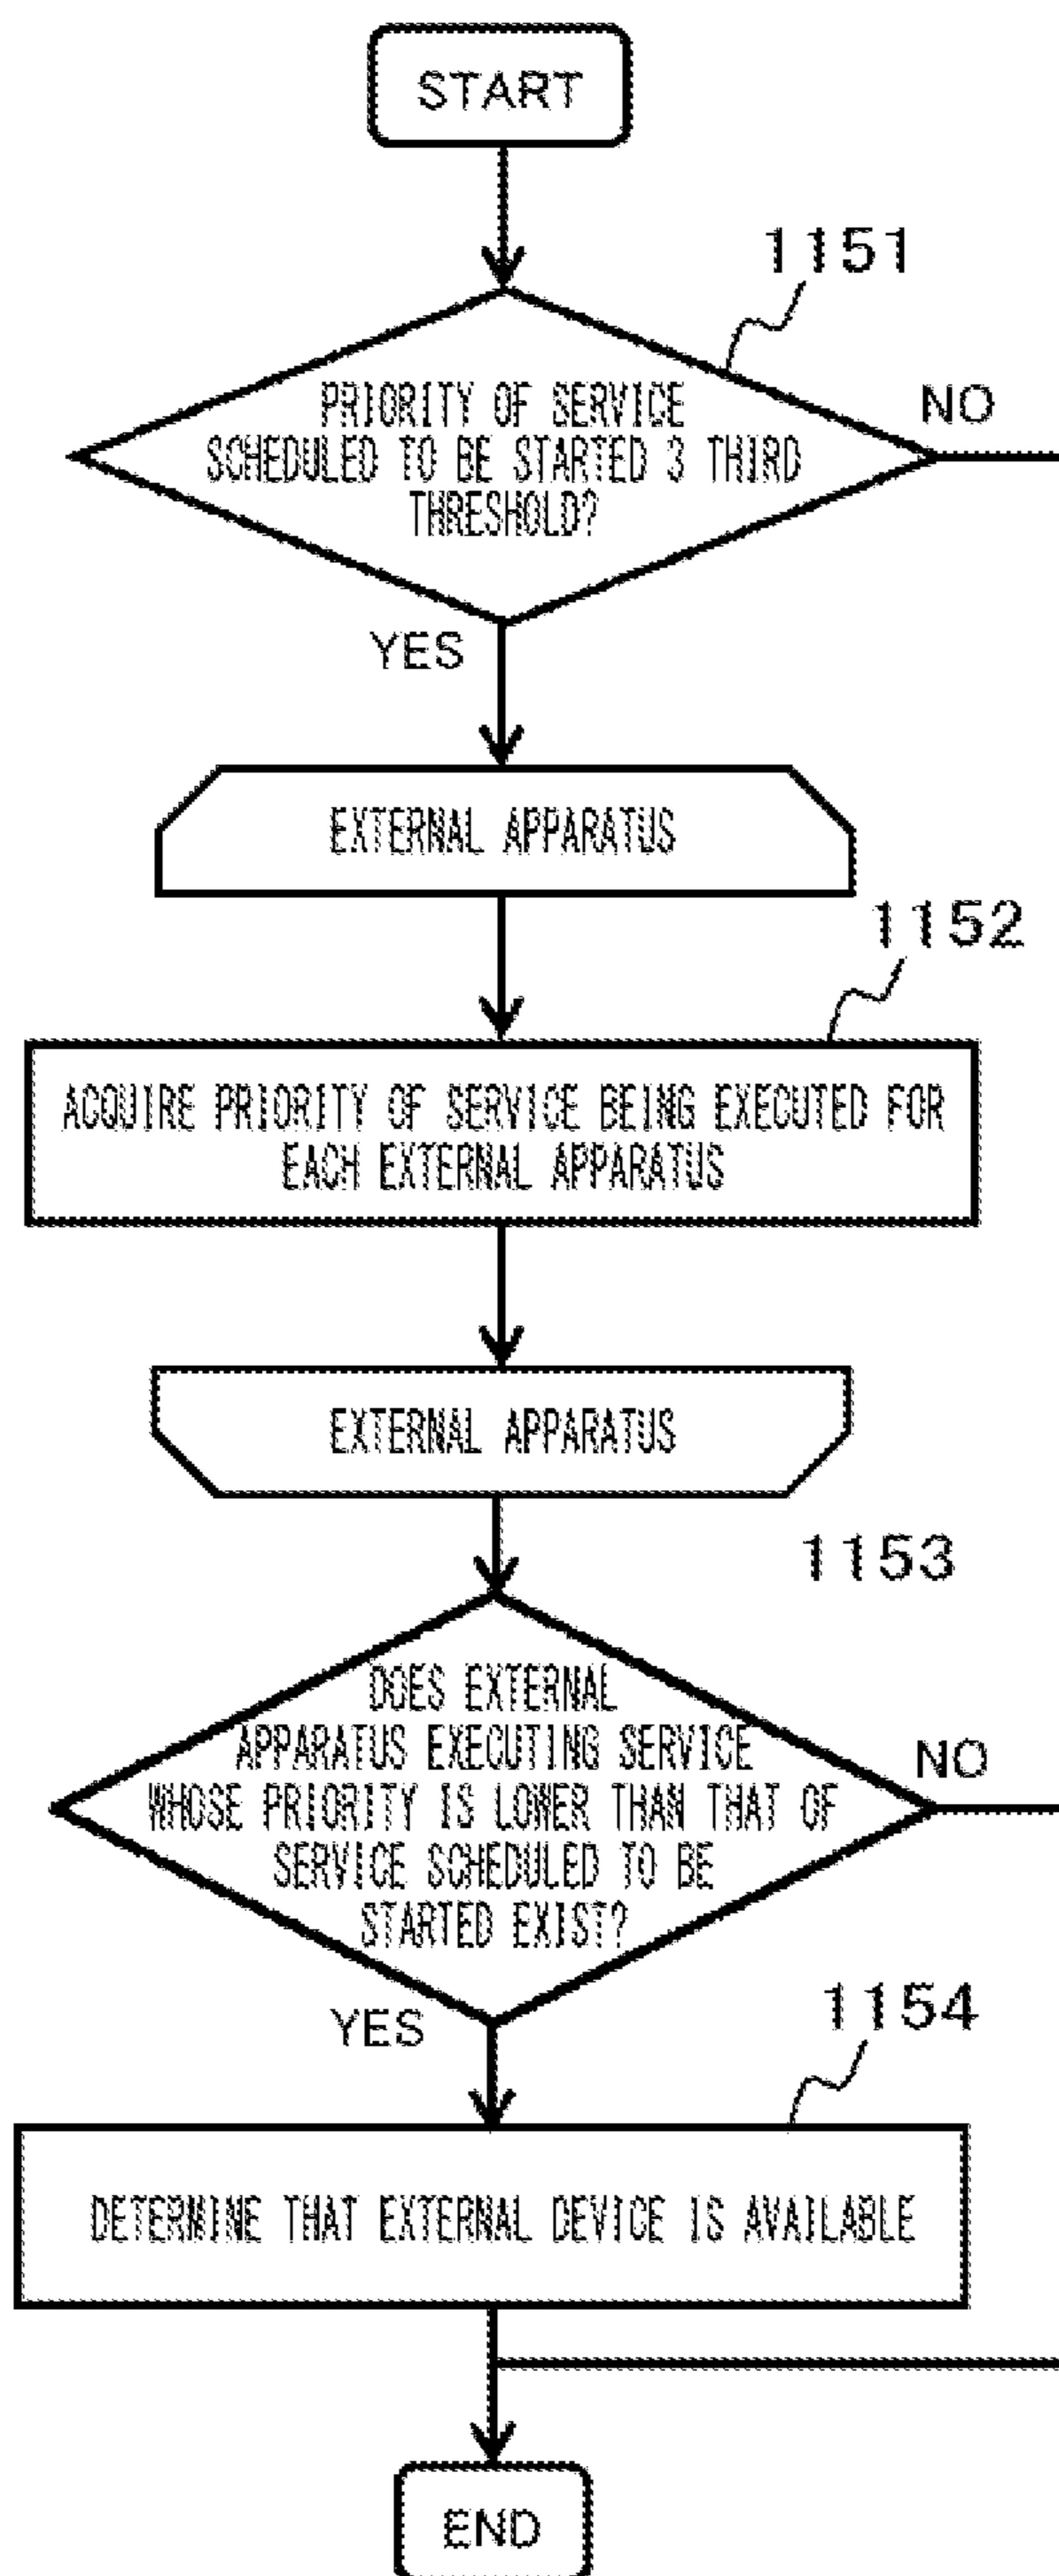 START
1151
PRIORITY OF SERVICE
SCHEDULED TO BE STARTED 3 THIRD
THRESHOLD?
NO
YES
EXTERNAL APPARATUS
1152
ACQUIRE PRIORITY OF SERVICE BEING EXECUTED FOR
EACH EXTERNAL APPARATUS
EXTERNAL APPARATUS
1153
DOES EXTERNAL
APPARATUS EXECUTING SERVICE
WHOSE PRIORITY IS LOWER THAN THAT OF
SERVICE SCHEDULED TO BE
STARTED EXIST?
NO
YES
1154
DETERMINE THAT EXTERNAL DEVICE IS AVAILABLE
END